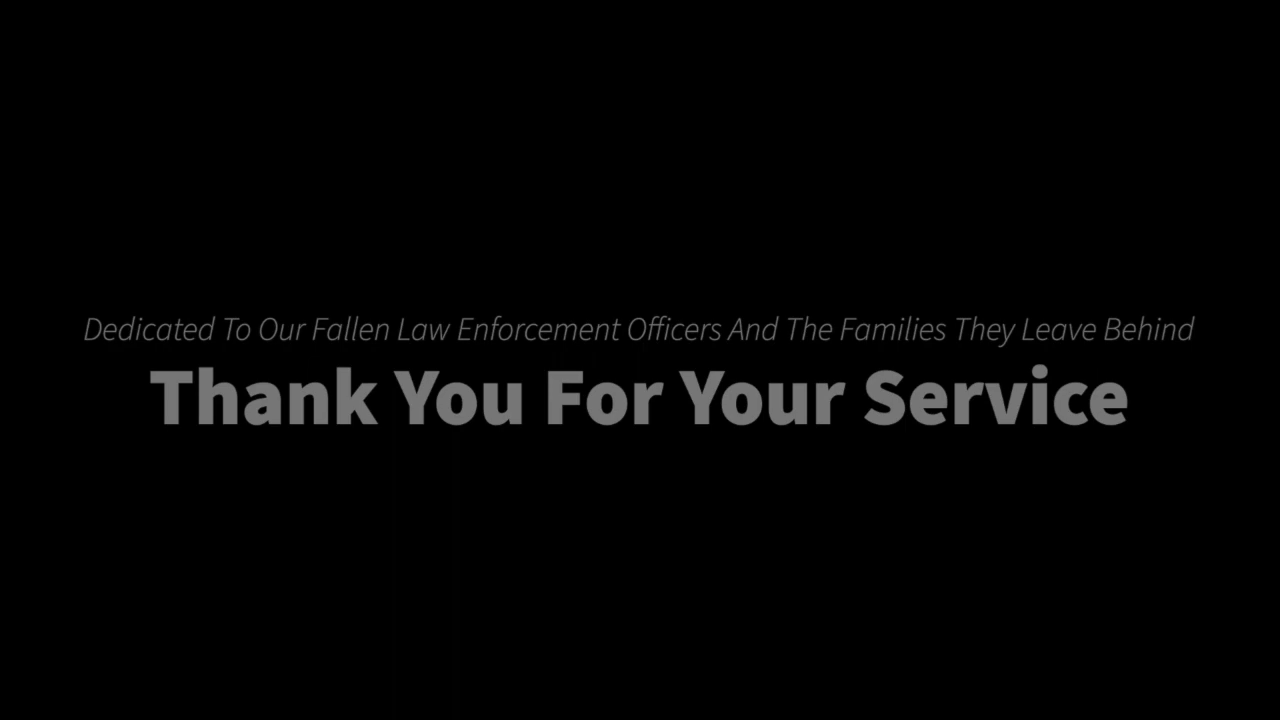 Dedicated To Our Fallen Law Enforcement Officers And The Families They Leave Behind
Thank You For Your Service